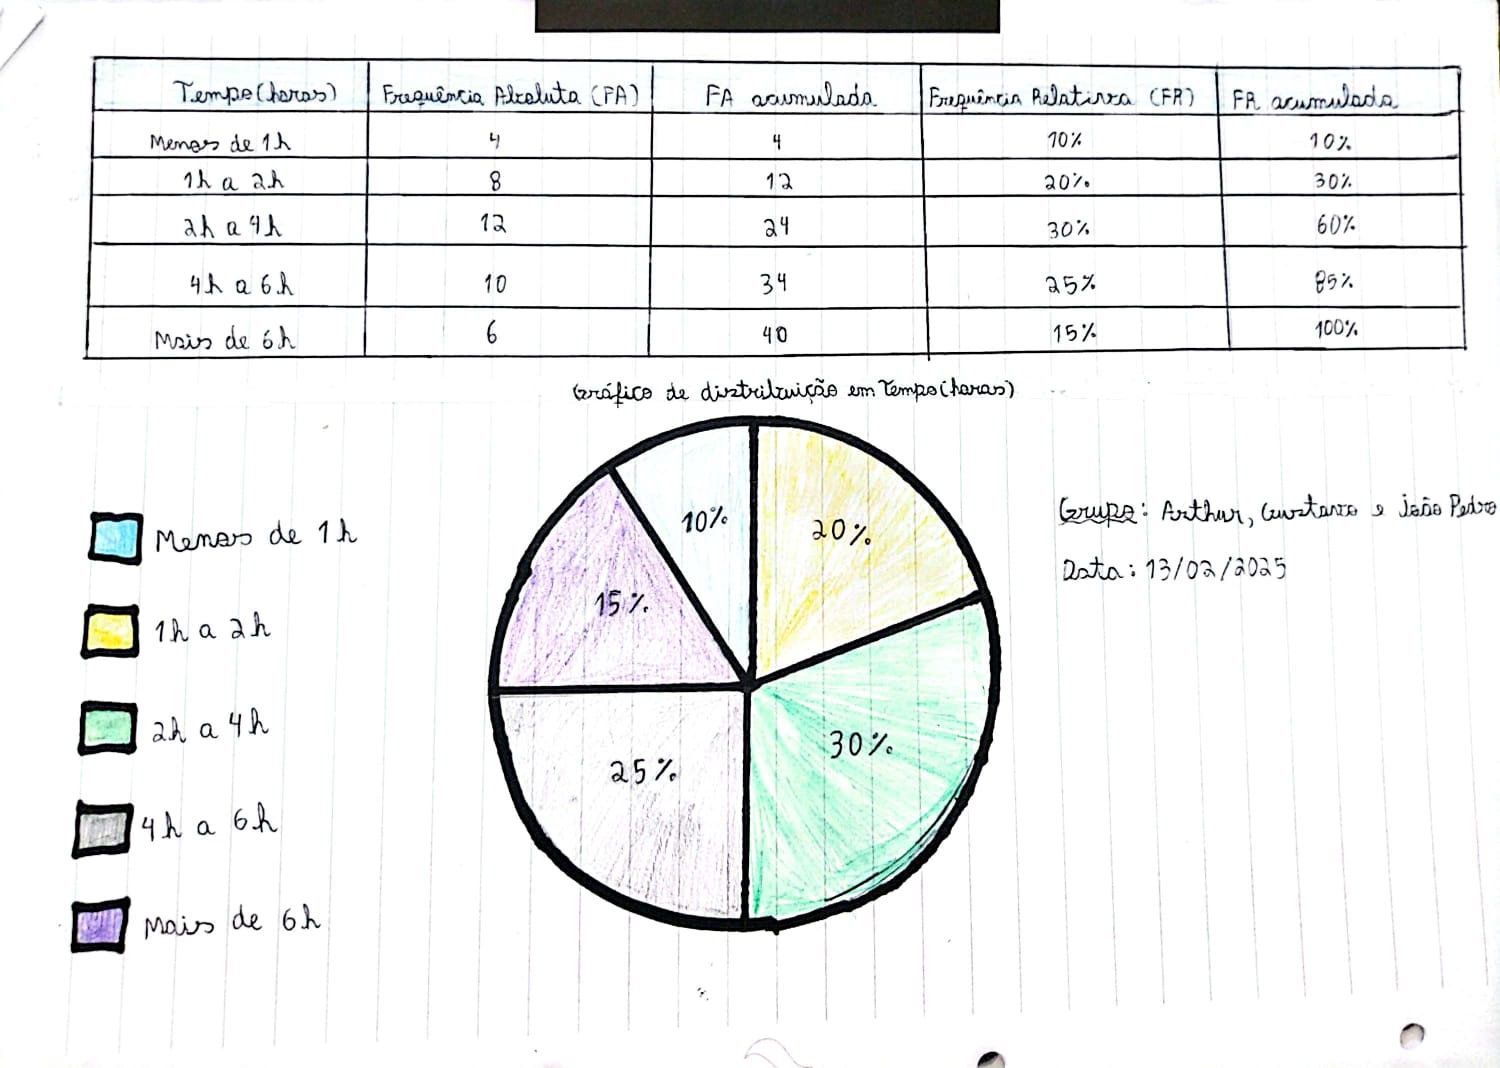 Tempo(horas) Frequência Absoluta (FA) FA acumulada Frequência Relativa (FR) FR acumulada
Menos de 1h 4 4 10% 10%
1h a 2h 8 12 20% 30%
2h a 4h 12 24 30% 60%
4h a 6h 10 34 25% 85%
Mais de 6h 6 40 15% 100%
Gráfico de distribuição em Tempo(horas)
10%
20%
15%
30%
25%
Menos de 1h
1h a 2h
2h a 4h
4h a 6h
Mais de 6h
Grupo: Arthur, Gustavo e João Pedro
Data: 13/02/2025